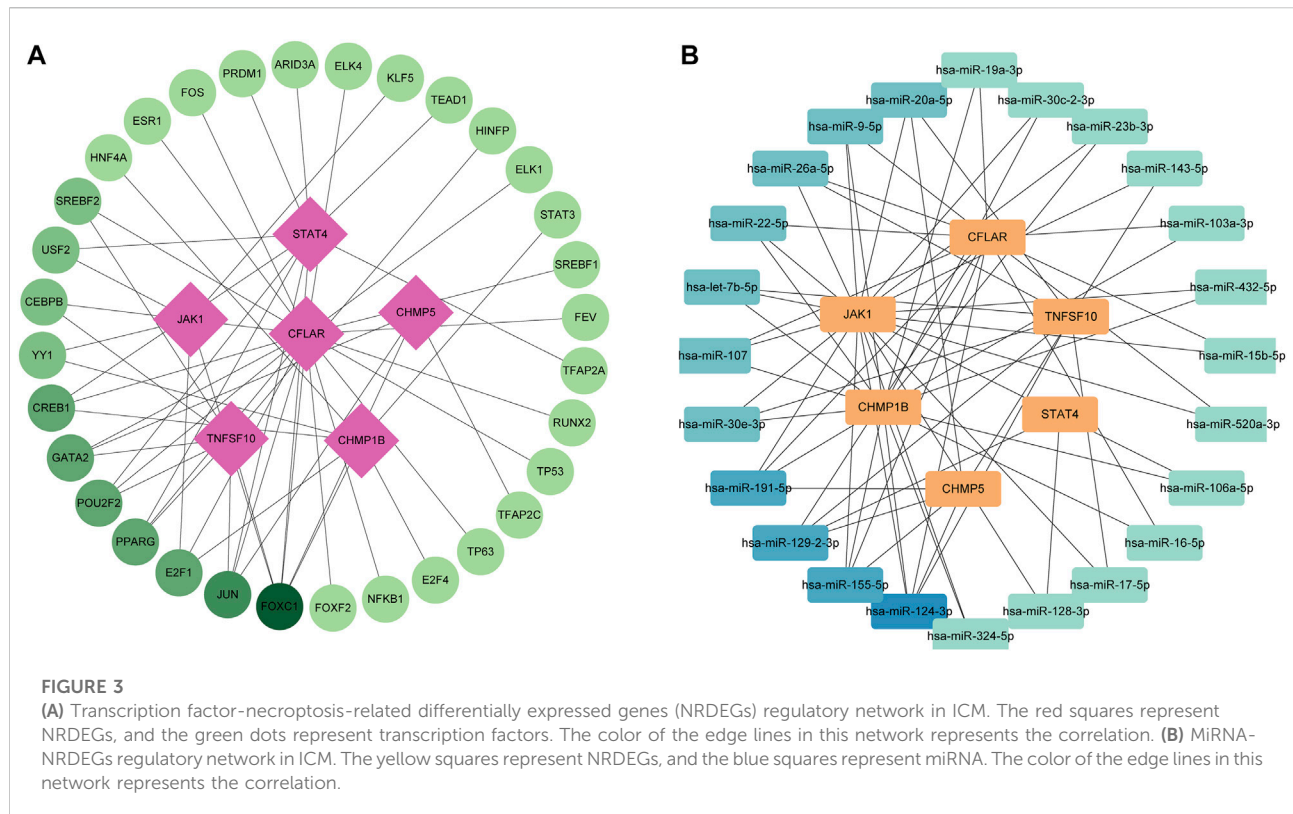 A
ARID3A
ELK4
PRDM1
KLF5
FOS
TEAD1
ESR1
HINFP
HNF4A
ELK1
SREBF2
STAT3
STAT4
USF2
SREBF1
CEBPB
JAK1
CHMP5
FEV
CFLAR
YY1
TFAP2A
CREB1
RUNX2
TNFSF10
CHMP1B
GATA2
TP53
POU2F2
TFAP2C
PPARG
TP63
E2F1
E2F4
JUN
FOXC1
FOXF2
NFKB1
B
hsa-miR-19a-3p
hsa-miR-20a-5p
hsa-miR-30c-2-3p
hsa-miR-9-5p
hsa-miR-23b-3p
hsa-miR-26a-5p
hsa-miR-143-5p
hsa-miR-22-5p
hsa-miR-103a-3p
CFLAR
hsa-let-7b-5p
hsa-miR-432-5p
JAK1
TNFSF10
hsa-miR-107
hsa-miR-15b-5p
CHMP1B
STAT4
hsa-miR-30e-3p
hsa-miR-520a-3p
hsa-miR-191-5p
CHMP5
hsa-miR-106a-5p
hsa-miR-129-2-3p
hsa-miR-16-5p
hsa-miR-155-5p
hsa-miR-17-5p
hsa-miR-124-3p
hsa-miR-128-3p
hsa-miR-324-5p
FIGURE 3
(A) Transcription factor-necroptosis-related differentially expressed genes (NRDEGs) regulatory network in ICM. The red squares represent
NRDEGs, and the green dots represent transcription factors. The color of the edge lines in this network represents the correlation. (B) MiRNA-
NRDEGs regulatory network in ICM. The yellow squares represent NRDEGs, and the blue squares represent miRNA. The color of the edge lines in this
network represents the correlation.